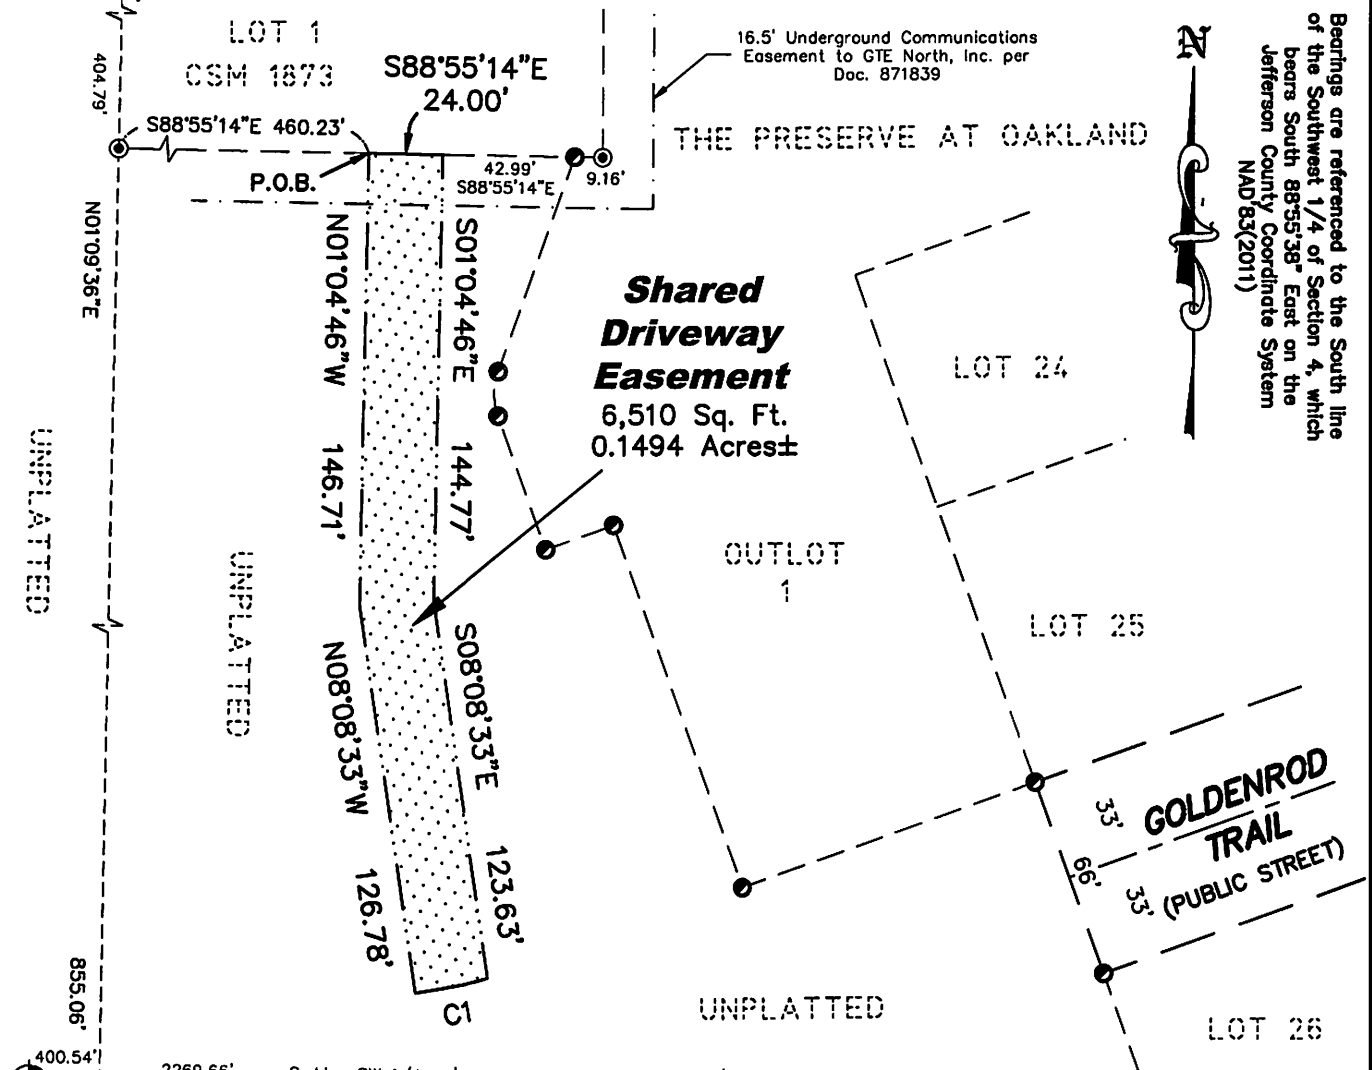 LOT 1
CSM 1873
S88°55'14"E
24.00'
16.5' Underground Communications
Easement to GTE North, Inc. per
Doc. 871839
Bearings are referenced to the South line
of the Southwest 1/4 of Section 4, which
bears South 88°55'38" East on the
Jefferson County Coordinate System
NAD'83(2011)
404.79'
S88°55'14"E 460.23'
THE PRESERVE AT OAKLAND
P.O.B.
42.99'
S88°55'14"E
9.16'
N01°09'36"E
N01°04'46"W
146.71'
S01°04'46"E
144.77'
Shared
Driveway
Easement
6,510 Sq. Ft.
0.1494 Acres±
LOT 24
UNPLATTED
UNPLATTED
OUTLOT
1
LOT 25
N08°08'33"W
126.78'
S08°08'33"E
123.63'
33'
GOLDENROD
TRAIL
(PUBLIC STREET)
66'
33'
855.06'
C1
UNPLATTED
LOT 26
400.54'